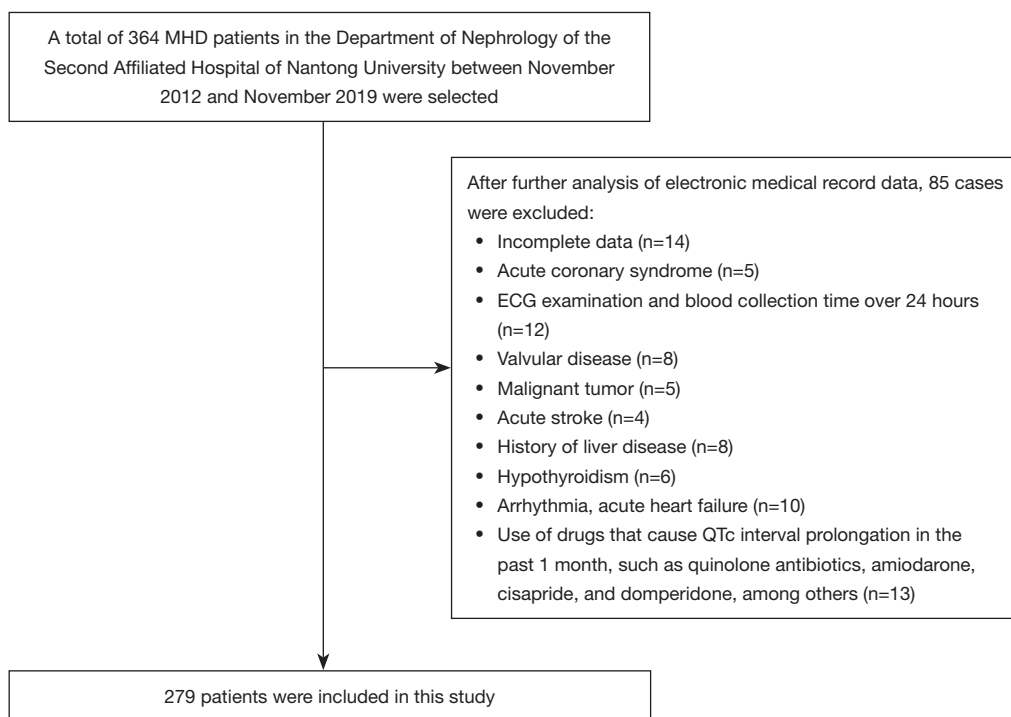 A total of 364 MHD patients in the Department of Nephrology of the
Second Affiliated Hospital of Nantong University between November
2012 and November 2019 were selected
After further analysis of electronic medical record data, 85 cases
were excluded:
• Incomplete data (n=14)
• Acute coronary syndrome (n=5)
• ECG examination and blood collection time over 24 hours
(n=12)
• Valvular disease (n=8)
• Malignant tumor (n=5)
• Acute stroke (n=4)
• History of liver disease (n=8)
• Hypothyroidism (n=6)
• Arrhythmia, acute heart failure (n=10)
• Use of drugs that cause QTc interval prolongation in the
past 1 month, such as quinolone antibiotics, amiodarone,
cisapride, and domperidone, among others (n=13)
279 patients were included in this study